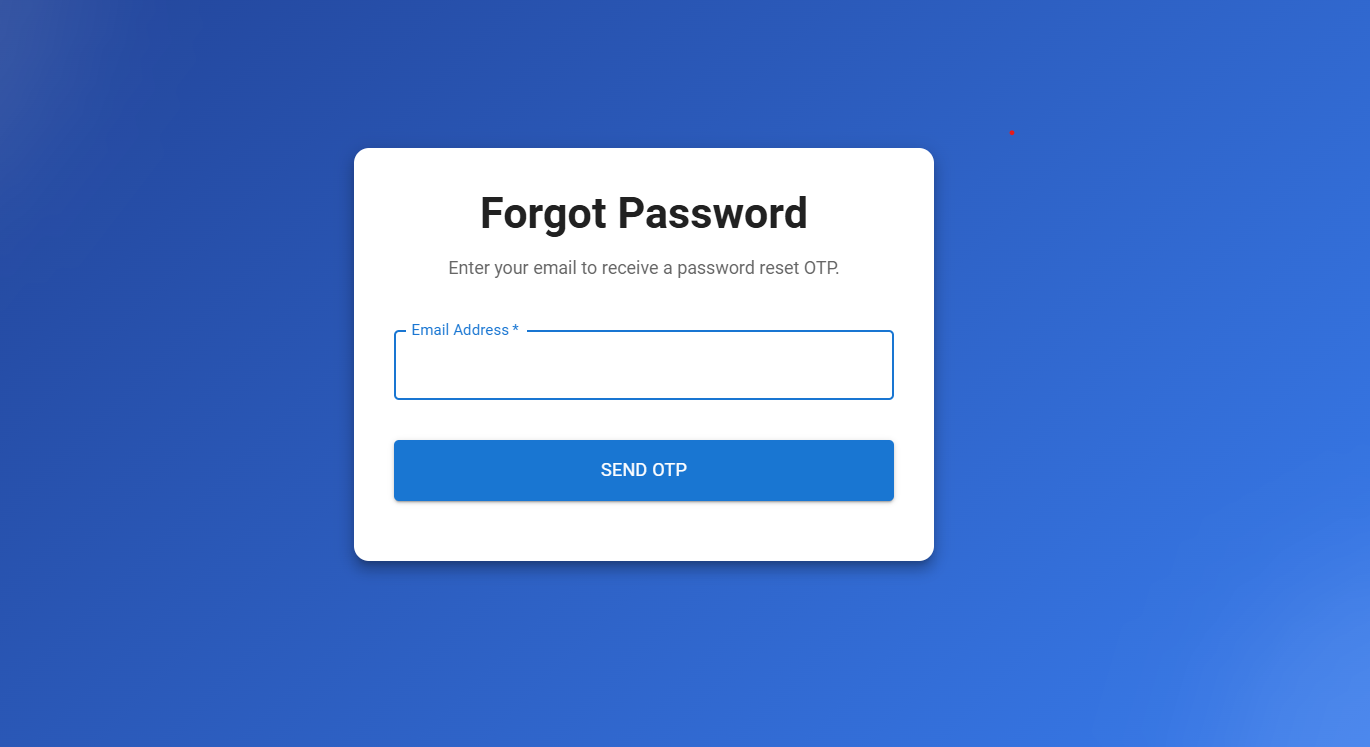 Forgot Password
Enter your email to receive a password reset OTP.
Email Address *
SEND OTP